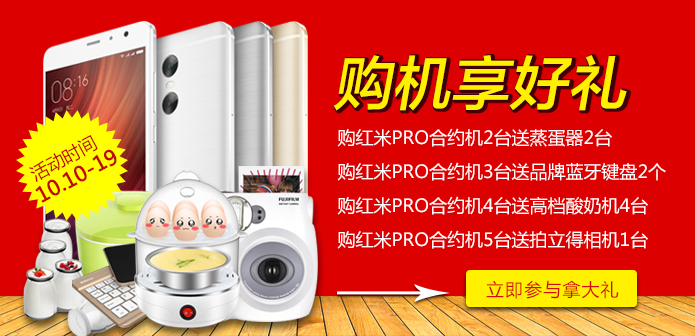 08:16
活动时间
10.10-19
FUJIFILM
购机享好礼
购红米PRO合约机2台送蒸蛋器2台
购红米PRO合约机3台送品牌蓝牙键盘2个
购红米PRO合约机4台送高档酸奶机4台
购红米PRO合约机5台送拍立得相机1台
立即参与拿大礼